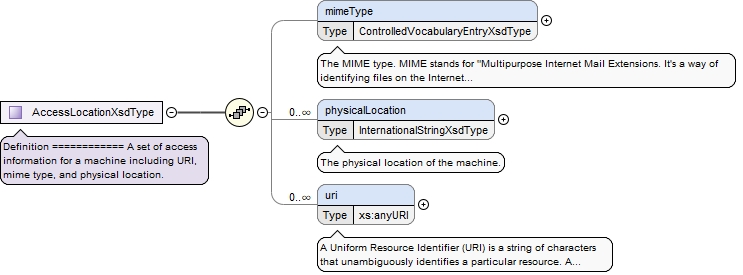 mimeType
Type ControlledVocabularyEntryXsdType
The MIME type. MIME stands for "Multipurpose Internet Mail Extensions. It's a way of
identifying files on the Internet...
AccessLocationXsdType
Definition ============ A set of access
information for a machine including URI,
mime type, and physical location.
0..∞
physicalLocation
Type InternationalStringXsdType
The physical location of the machine.
0..∞
uri
Type xs:anyURI
A Uniform Resource Identifier (URI) is a string of characters
that unambiguously identifies a particular resource. A...